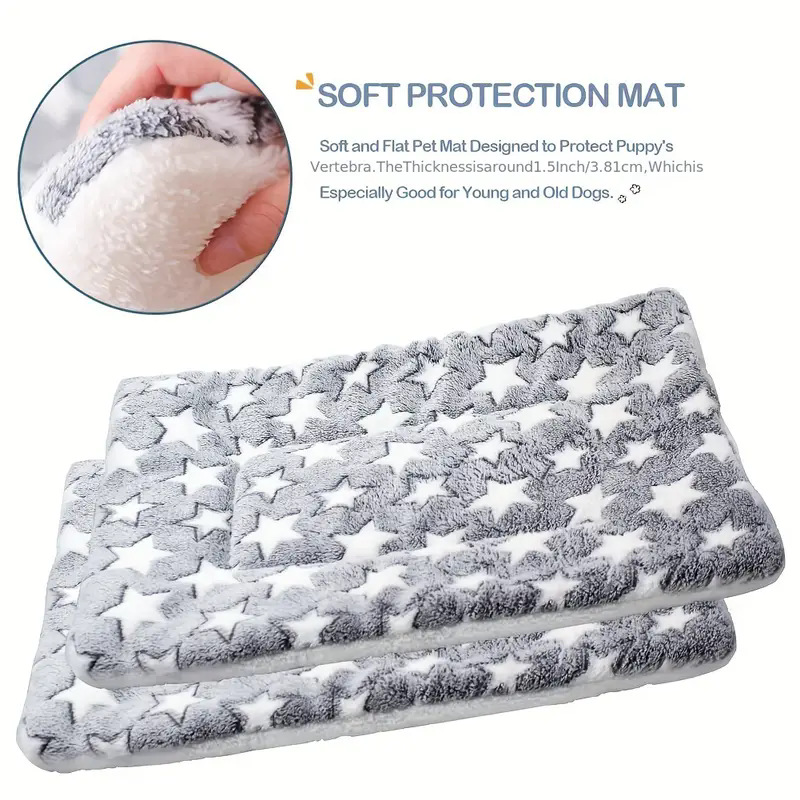 SOFT PROTECTION MAT
Soft and Flat Pet Mat Designed to Protect Puppy's
Vertebra.TheThicknessisaround1.5Inch/3.81cm,Whichis
Especially Good for Young and Old Dogs.